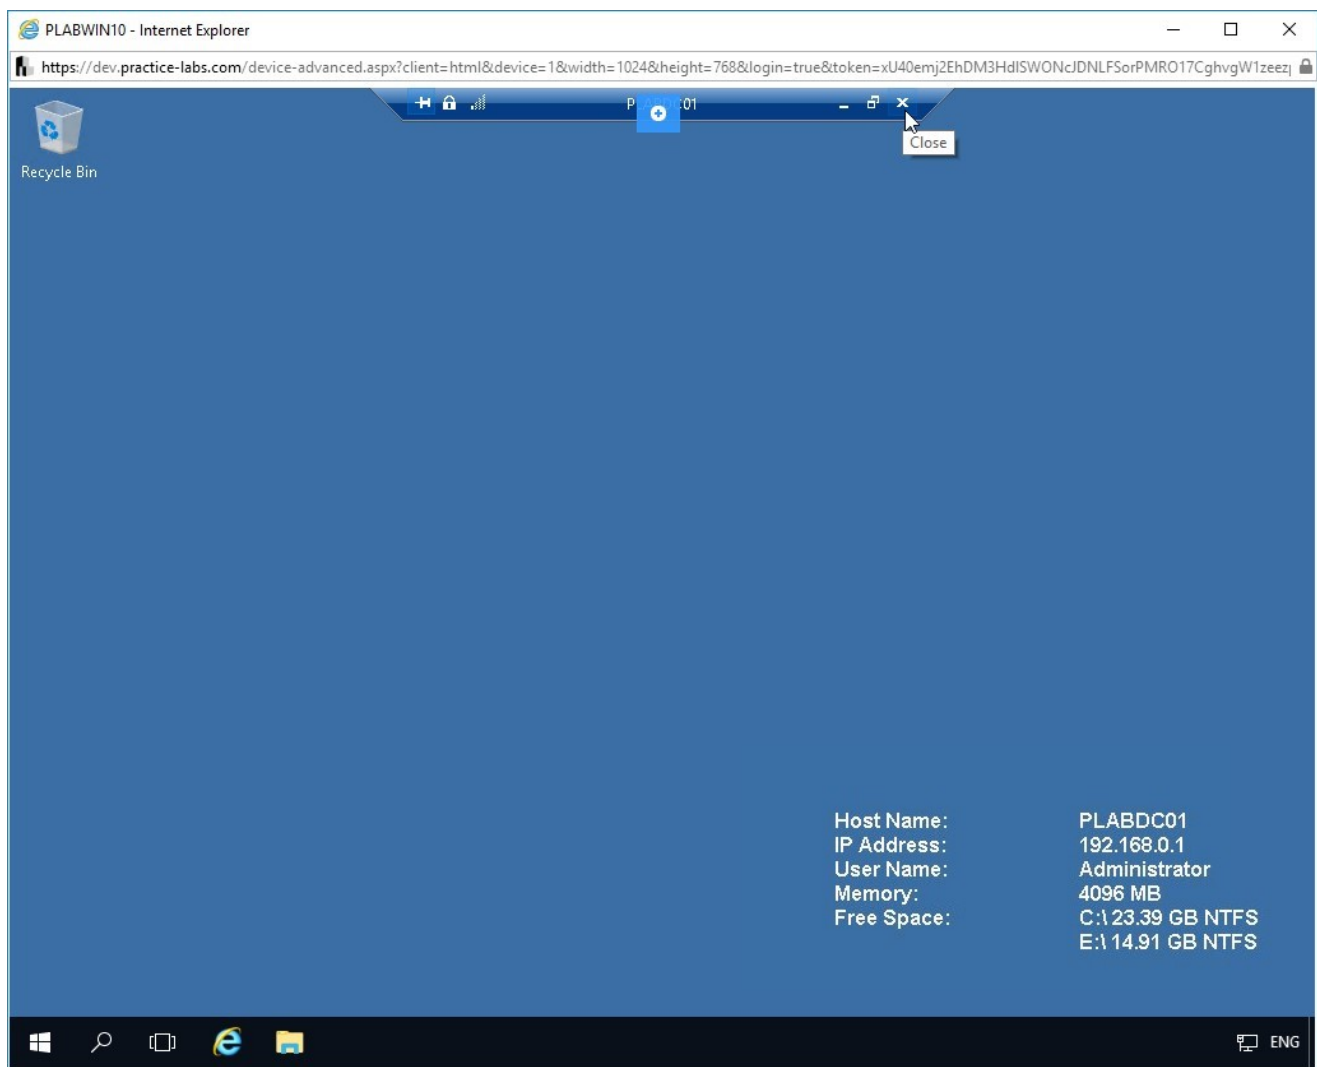 PLABWIN10 - Internet Explorer
https://dev.practice-labs.com/device-advanced.aspx?client=html&device=1&width=1024&height=768&login=true&token=xU40emj2EhDM3HdISWONcJDNLFSorPMRO17CghvgW1zeezj
01
Close
Recycle Bin
Host Name: PLABDC01
IP Address: 192.168.0.1
User Name: Administrator
Memory: 4096 MB
Free Space: C:\ 23.39 GB NTFS
E:\ 14.91 GB NTFS
ENG